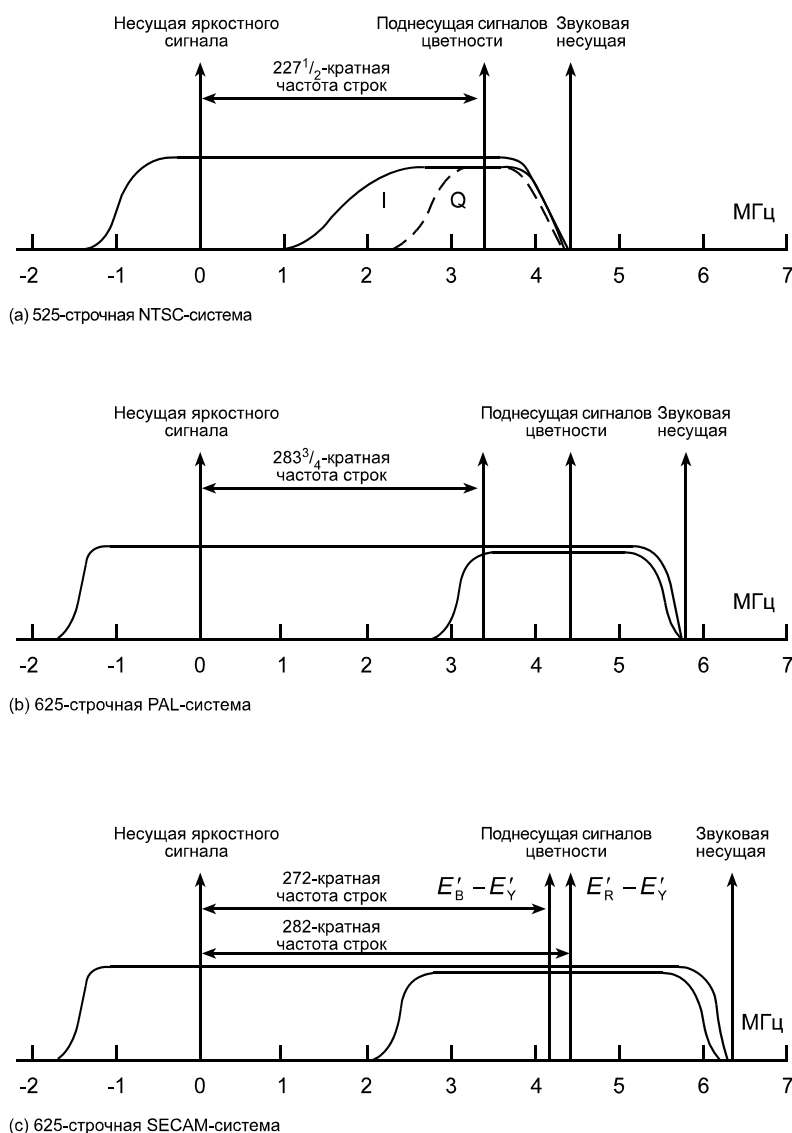 Несущая яркостного сигнала
Поднесущая сигналов цветности
Звуковая несущая
227¹/₂-кратная частота строк
I
Q
МГц
-2 -1 0 1 2 3 4 5 6 7
(a) 525-строчная NTSC-система
Несущая яркостного сигнала
Поднесущая сигналов цветности
Звуковая несущая
283³/₄-кратная частота строк
МГц
-2 -1 0 1 2 3 4 5 6 7
(b) 625-строчная PAL-система
Несущая яркостного сигнала
Поднесущая сигналов цветности
Звуковая несущая
272-кратная частота строк
E′B – E′Y
E′R – E′Y
282-кратная частота строк
МГц
-2 -1 0 1 2 3 4 5 6 7
(c) 625-строчная SECAM-система